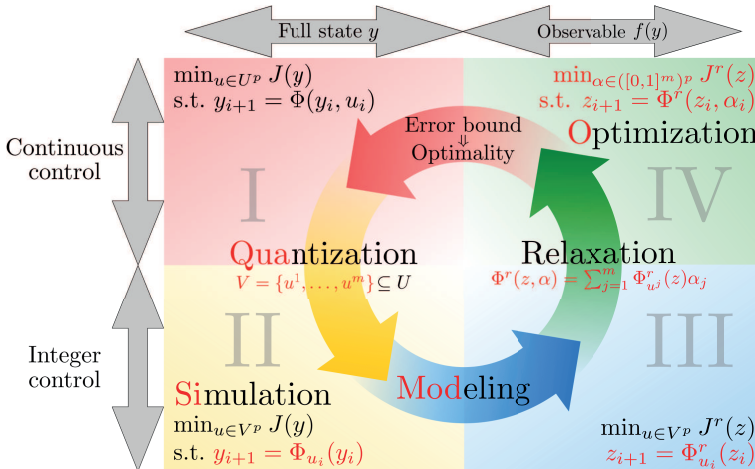 Full state y
Observable f(y)
min_{u∈U^p} J(y)
s.t. y_{i+1} = Φ(y_i, u_i)
min_{α∈([0,1]^m)^p} J^r(z)
s.t. z_{i+1} = Φ^r(z_i, α_i)
Error bound
⇓
Optimality
Optimization
Continuous
control
I
IV
Quantization
V = {u^1, . . . , u^m} ⊆ U
Relaxation
Φ^r(z, α) = ∑_{j=1}^m Φ^r_{u^j}(z)α_j
Integer
control
II
III
Simulation
Modeling
min_{u∈V^p} J(y)
s.t. y_{i+1} = Φ_{u_i}(y_i)
min_{u∈V^p} J^r(z)
z_{i+1} = Φ^r_{u_i}(z_i)